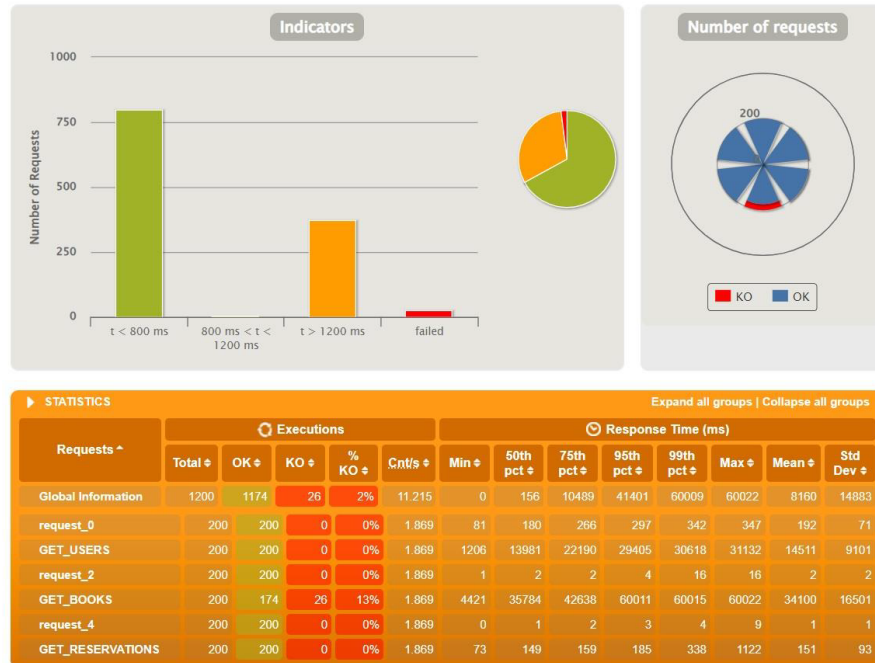 Indicators
Number of requests
1000
750
500
250
0
Number of Requests
t < 800 ms
800 ms < t <
1200 ms
t > 1200 ms
failed
200
KO OK
STATISTICS Expand all groups | Collapse all groups
Executions Response Time (ms)
Requests Total OK KO % KO Cnt/s Min 50th pct 75th pct 95th pct 99th pct Max Mean Std Dev
Global Information 1200 1174 26 2% 11.215 0 156 10489 41401 60009 60022 8160 14883
request_0 200 200 0 0% 1.869 81 180 266 297 342 347 192 71
GET_USERS 200 200 0 0% 1.869 1206 13981 22190 29405 30618 31132 14511 9101
request_2 200 200 0 0% 1.869 1 2 2 4 16 16 2 2
GET_BOOKS 200 174 26 13% 1.869 4421 35784 42638 60011 60015 60022 34100 16501
request_4 200 200 0 0% 1.869 0 1 2 3 4 9 1 1
GET_RESERVATIONS 200 200 0 0% 1.869 73 149 159 185 338 1122 151 93